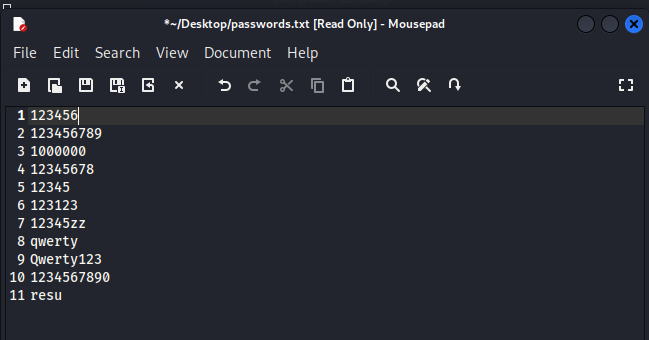 *~/Desktop/passwords.txt [Read Only] - Mousepad
File Edit Search View Document Help
1 123456
2 123456789
3 1000000
4 12345678
5 12345
6 123123
7 12345zz
8 qwerty
9 Qwerty123
10 1234567890
11 resu